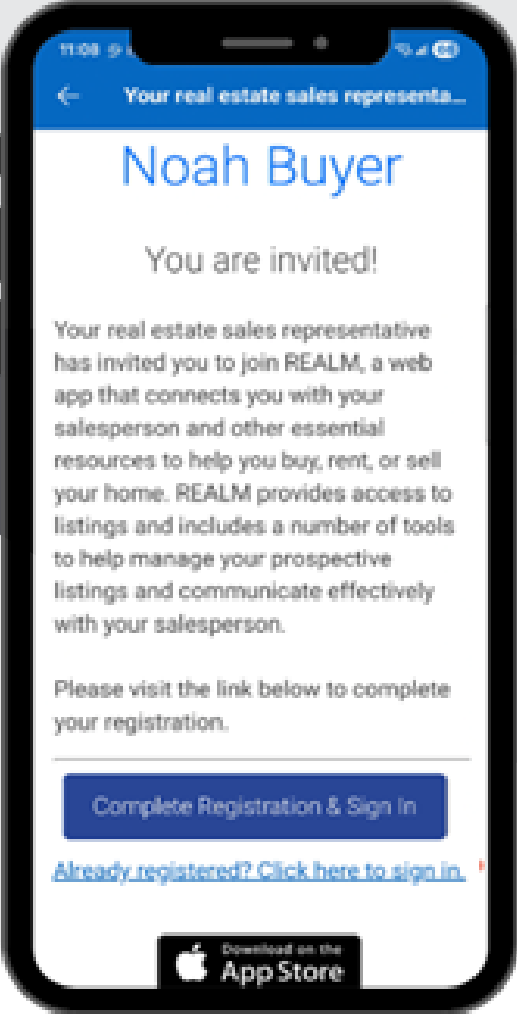 11:08
Your real estate sales representa...
Noah Buyer
You are invited!
Your real estate sales representative
has invited you to join REALM, a web
app that connects you with your
salesperson and other essential
resources to help you buy, rent, or sell
your home. REALM provides access to
listings and includes a number of tools
to help manage your prospective
listings and communicate effectively
with your salesperson.
Please visit the link below to complete
your registration.
Complete Registration & Sign In
Already registered? Click here to sign in.
Download on the
App Store